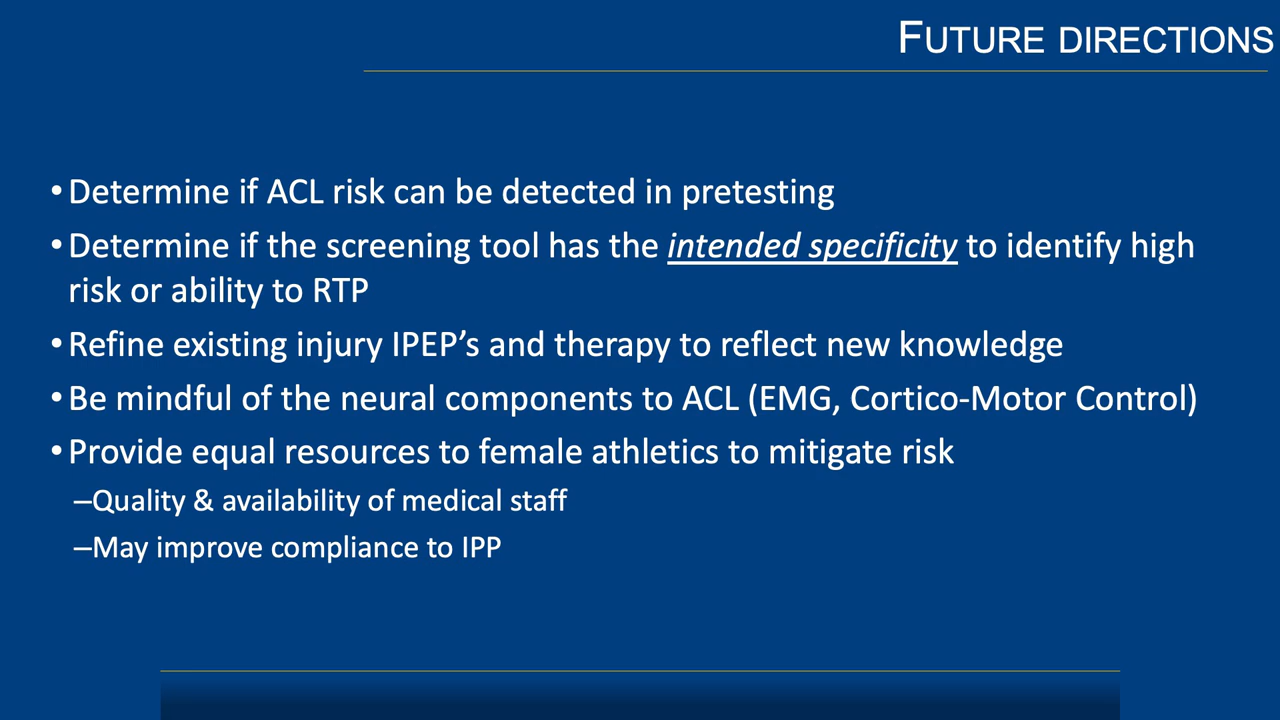 FUTURE DIRECTIONS
•Determine if ACL risk can be detected in pretesting
•Determine if the screening tool has the intended specificity to identify high
risk or ability to RTP
•Refine existing injury IPEP’s and therapy to reflect new knowledge
•Be mindful of the neural components to ACL (EMG, Cortico-Motor Control)
•Provide equal resources to female athletics to mitigate risk
–Quality & availability of medical staff
–May improve compliance to IPP